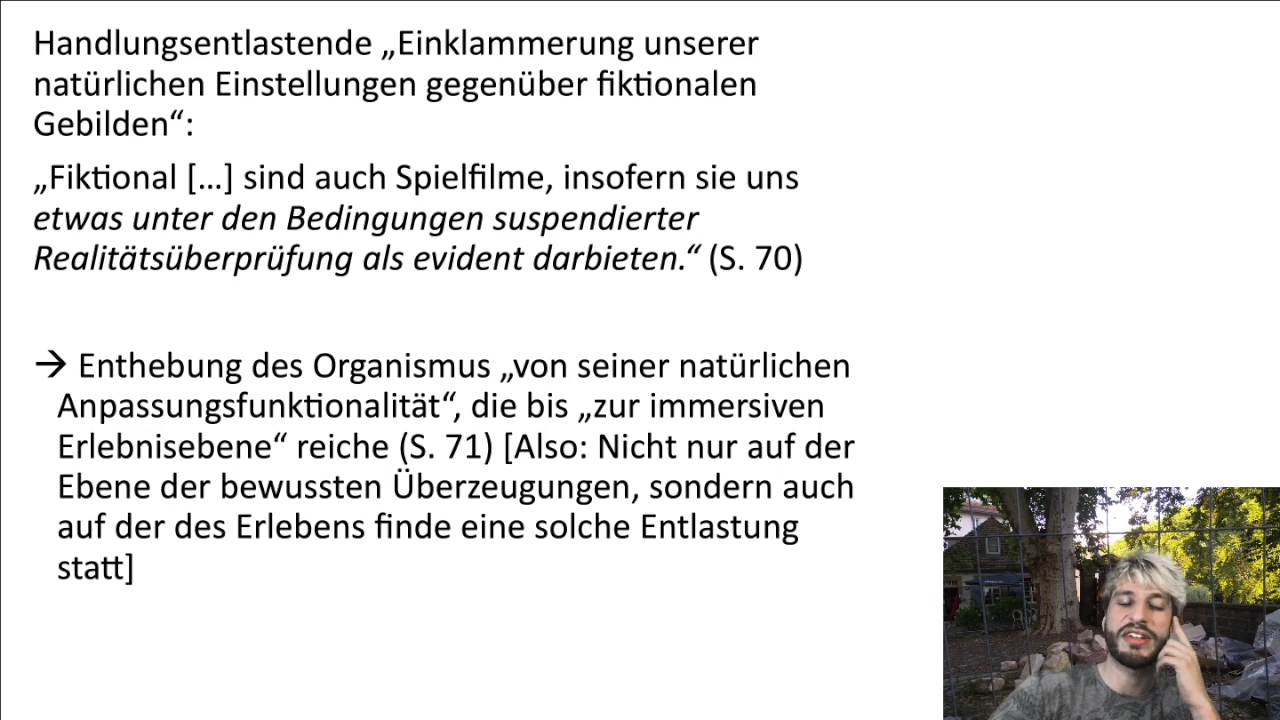 Handlungsentlastende „Einklammerung unserer
natürlichen Einstellungen gegenüber fiktionalen
Gebilden“:
„Fiktional […] sind auch Spielfilme, insofern sie uns
etwas unter den Bedingungen suspendierter
Realitätsüberprüfung als evident darbieten.“ (S. 70)
→ Enthebung des Organismus „von seiner natürlichen
Anpassungsfunktionalität“, die bis „zur immersiven
Erlebnisebene“ reiche (S. 71) [Also: Nicht nur auf der
Ebene der bewussten Überzeugungen, sondern auch
auf der des Erlebens finde eine solche Entlastung
statt]